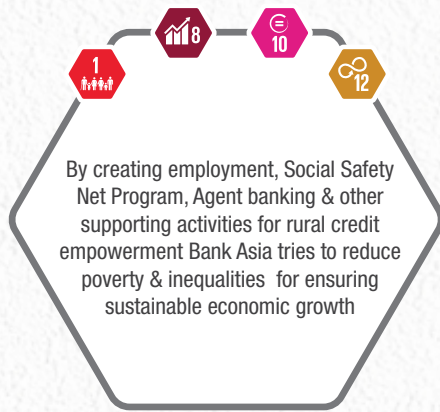 1
8
10
12
By creating employment, Social Safety
Net Program, Agent banking & other
supporting activities for rural credit
empowerment Bank Asia tries to reduce
poverty & inequalities for ensuring
sustainable economic growth